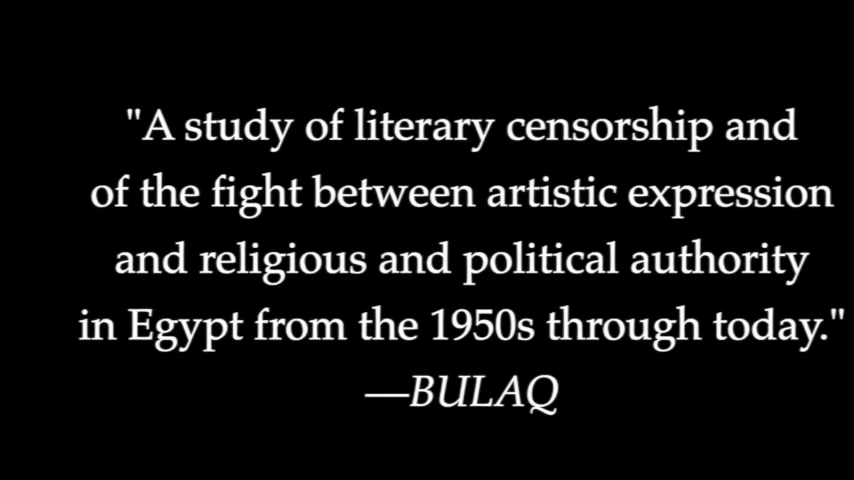 "A study of literary censorship and
of the fight between artistic expression
and religious and political authority
in Egypt from the 1950s through today."
—BULAQ